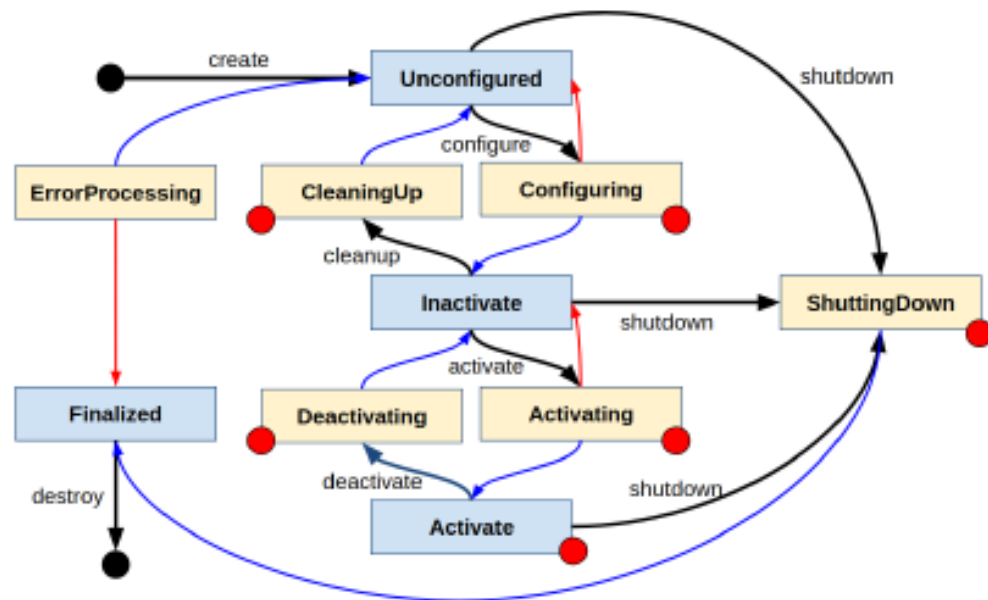 create
Unconfigured
shutdown
configure
ErrorProcessing
CleaningUp
Configuring
cleanup
Inactivate
shutdown
ShuttingDown
activate
Finalized
Deactivating
Activating
deactivate
shutdown
destroy
Activate